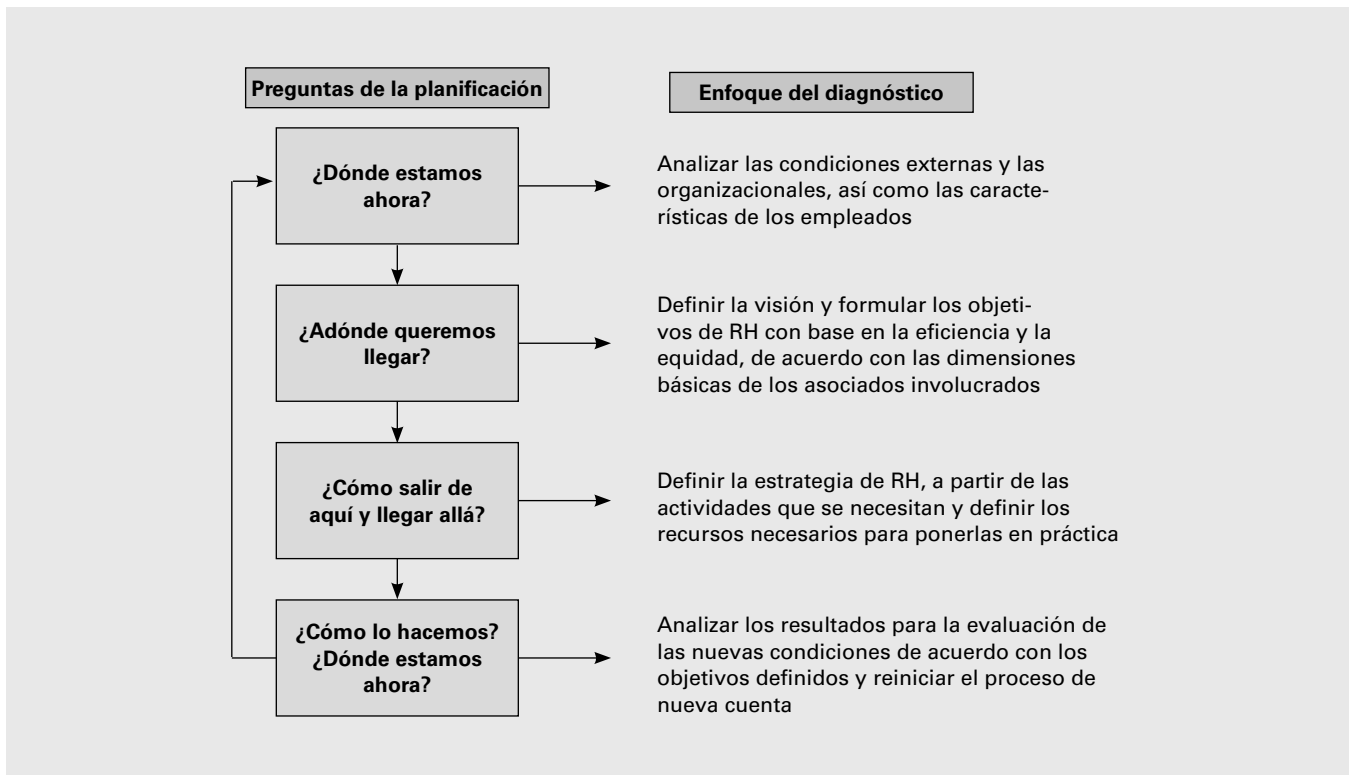 Preguntas de la planificación
Enfoque del diagnóstico
¿Dónde estamos
ahora?
Analizar las condiciones externas y las
organizacionales, así como las caracte-
rísticas de los empleados
¿Adónde queremos
llegar?
Definir la visión y formular los objeti-
vos de RH con base en la eficiencia y la
equidad, de acuerdo con las dimensiones
básicas de los asociados involucrados
¿Cómo salir de
aquí y llegar allá?
Definir la estrategia de RH, a partir de las
actividades que se necesitan y definir los
recursos necesarios para ponerlas en práctica
¿Cómo lo hacemos?
¿Dónde estamos
ahora?
Analizar los resultados para la evaluación de
las nuevas condiciones de acuerdo con los
objetivos definidos y reiniciar el proceso de
nueva cuenta